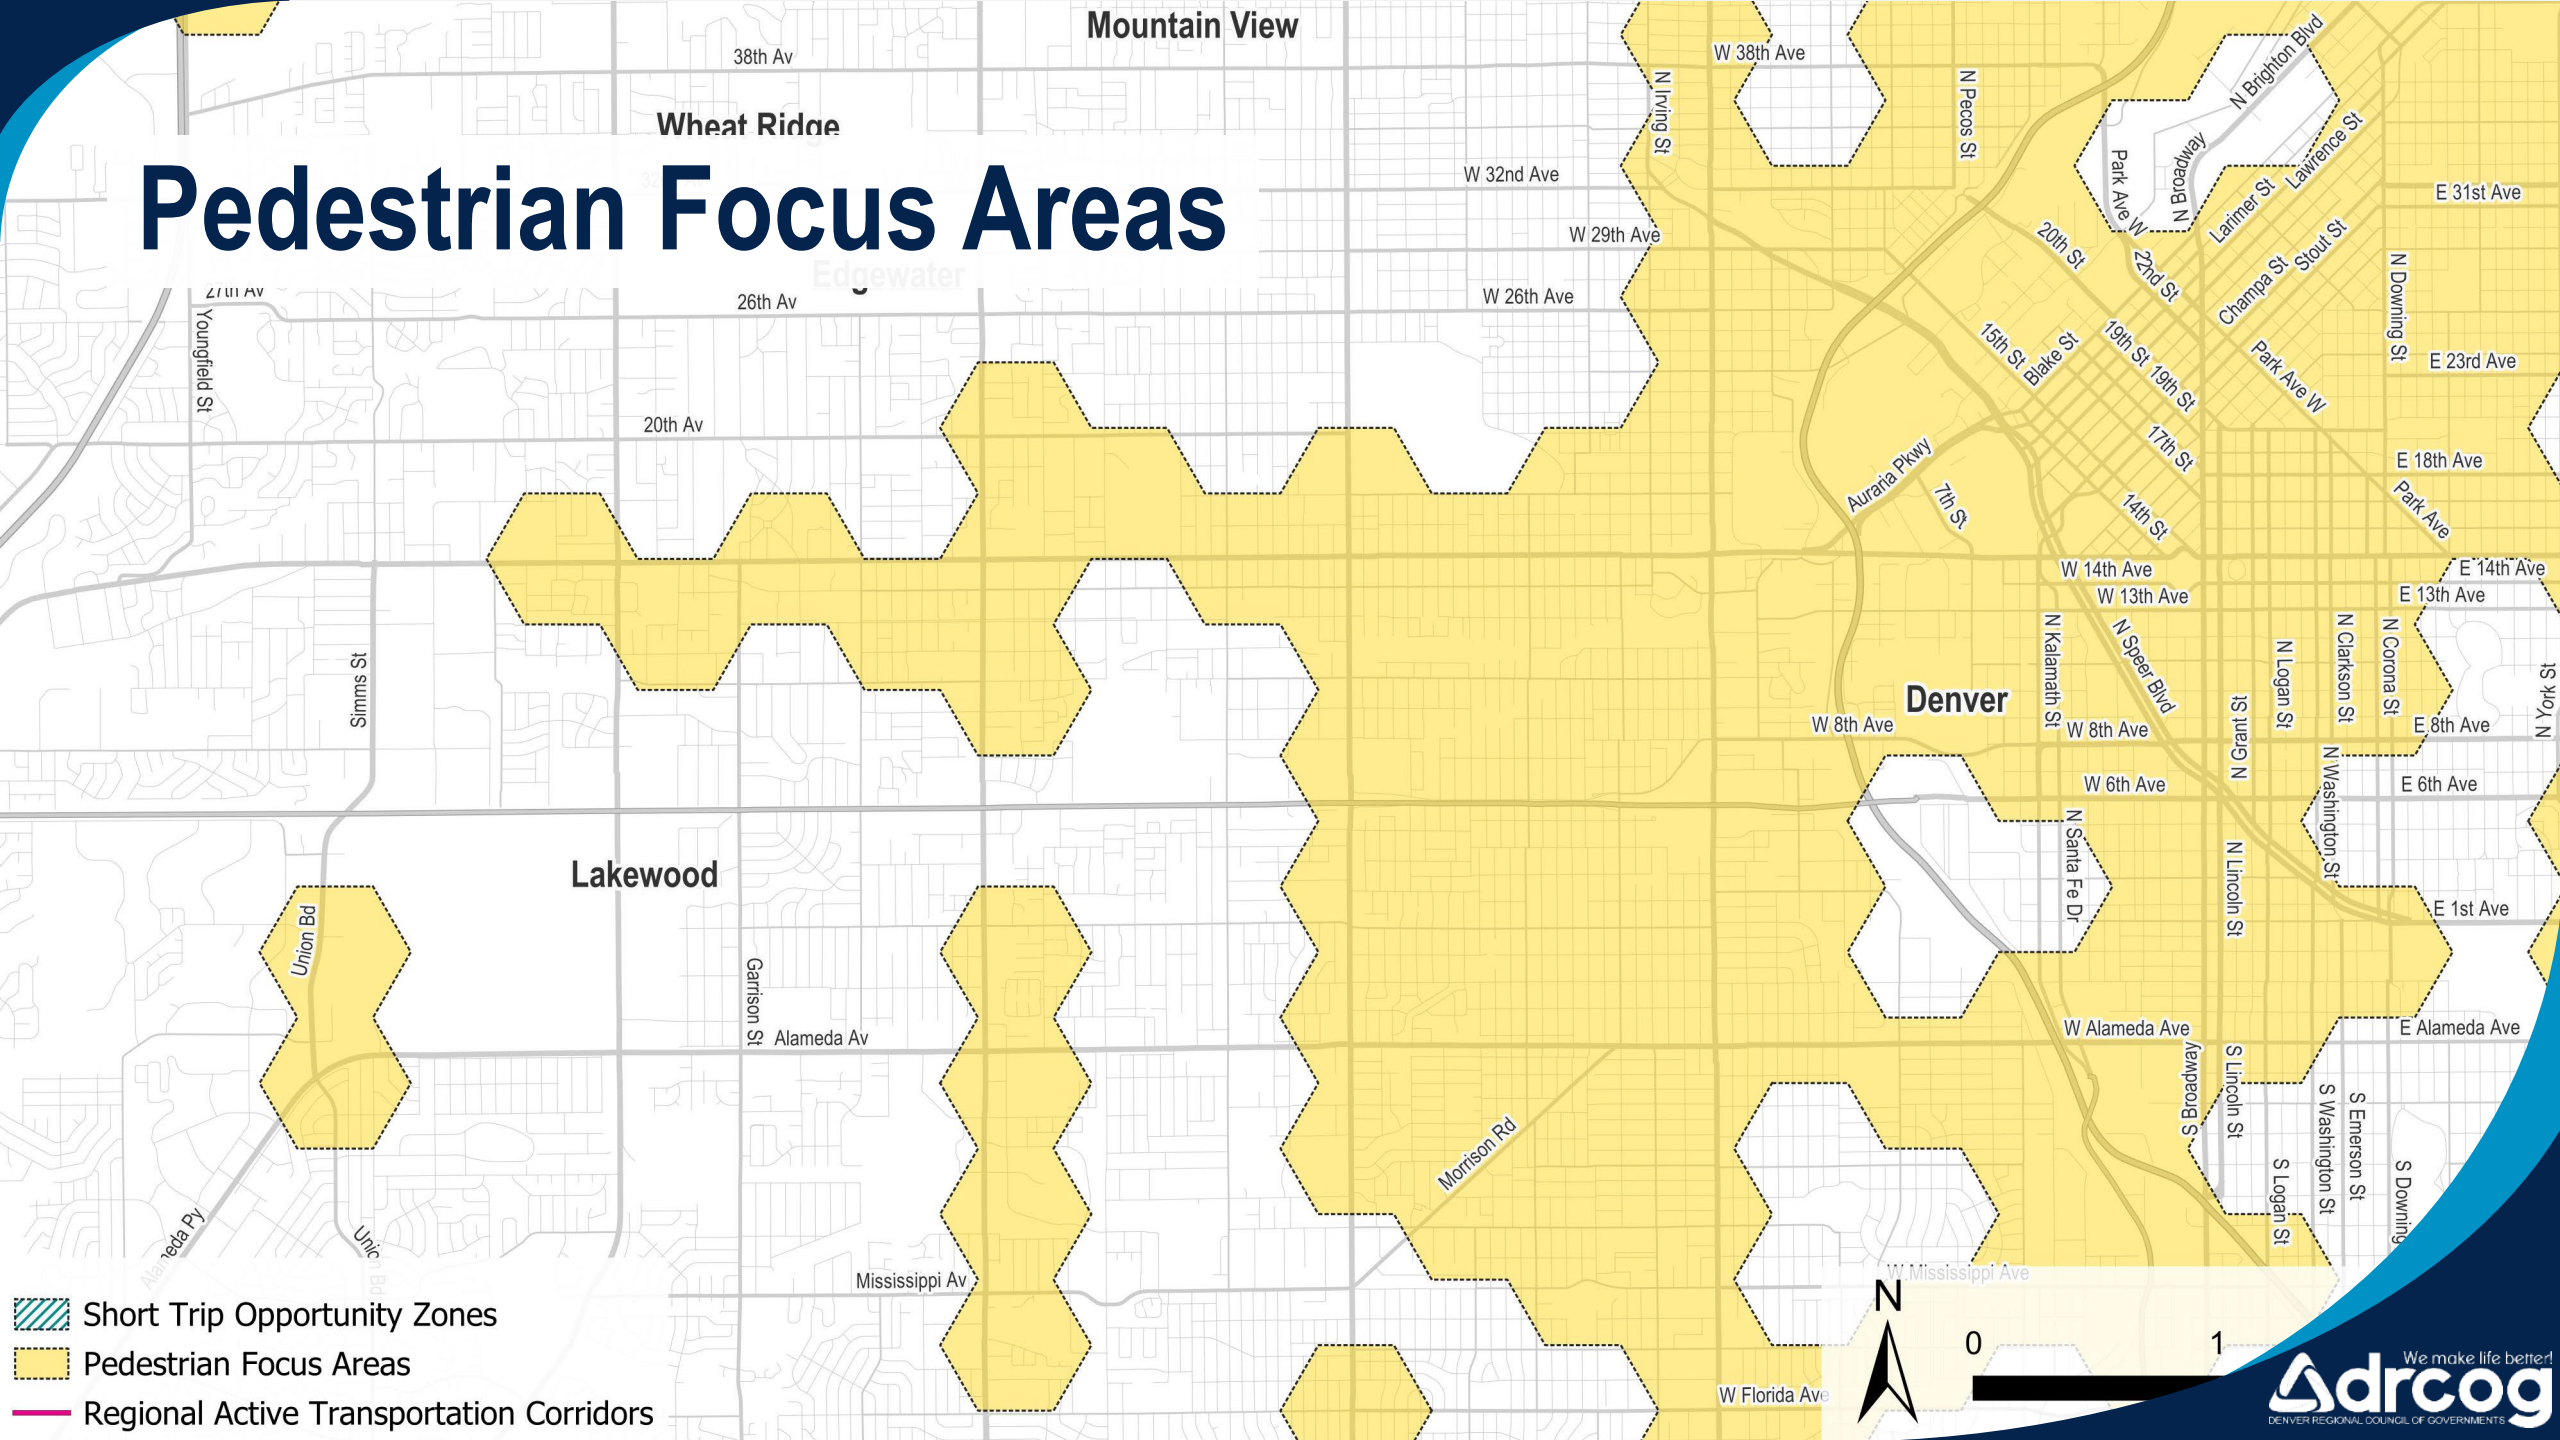 Mountain View
38th Av
W 38th Ave
N Brighton Blvd
N Irving St
N Pecos St
Wheat Ridge
Lawrence St
Park Ave W
N Broadway
W 32nd Ave
E 31st Ave
Pedestrian Focus Areas
Larimer St
W 29th Ave
20th St
Stout St
22nd St
Champa St
N Downing St
Edgewater
27th Av
26th Av
W 26th Ave
Youngfield St
15th St
Blake St
19th St
19th St
Park Ave W
E 23rd Ave
20th Av
17th St
Auraria Pkwy
E 18th Ave
7th St
14th St
Park Ave
W 14th Ave
E 14th Ave
W 13th Ave
E 13th Ave
N Kalamath St
N Speer Blvd
N Logan St
N Clarkson St
N Corona St
N York St
Simms St
Denver
N Grant St
W 8th Ave
W 8th Ave
E 8th Ave
W 6th Ave
N Washington St
E 6th Ave
Lakewood
N Santa Fe Dr
N Lincoln St
Union Bd
E 1st Ave
Garrison St
Alameda Av
W Alameda Ave
E Alameda Ave
S Broadway
S Lincoln St
S Washington St
S Emerson St
Morrison Rd
S Logan St
S Downing
Alameda Py
Union Bd
Mississippi Av
W Mississippi Ave
N
Short Trip Opportunity Zones
0
1
Pedestrian Focus Areas
We make life better!
W Florida Ave
drcog
Regional Active Transportation Corridors
DENVER REGIONAL COUNCIL OF GOVERNMENTS